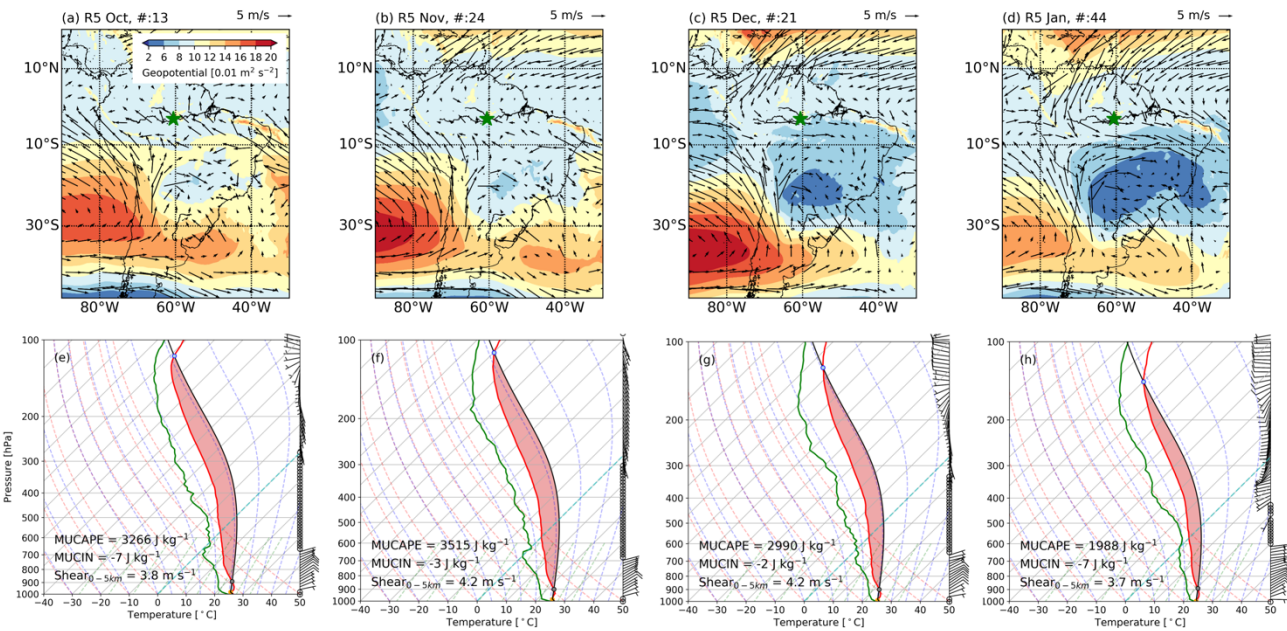 (a) R5 Oct, #:13
5 m/s
(b) R5 Nov, #:24
5 m/s
(c) R5 Dec, #:21
5 m/s
(d) R5 Jan, #:44
5 m/s
2 4 6 8 10 12 14 16 18 20
Geopotential [0.01 m² s⁻²]
10°N
10°S
30°S
80°W 60°W 40°W
10°N
10°S
30°S
80°W 60°W 40°W
10°N
10°S
30°S
80°W 60°W 40°W
10°N
10°S
30°S
80°W 60°W 40°W
Pressure [hPa]
(e)
100
200
300
400
500
600
700
800
900
1000
MUCAPE = 3266 J kg⁻¹
MUCIN = -7 J kg⁻¹
Shear₀₋₅ₖₘ = 3.8 m s⁻¹
-40 -30 -20 -10 0 10 20 30 40 50
Temperature [°C]
(f)
100
200
300
400
500
600
700
800
900
1000
MUCAPE = 3515 J kg⁻¹
MUCIN = -3 J kg⁻¹
Shear₀₋₅ₖₘ = 4.2 m s⁻¹
-40 -30 -20 -10 0 10 20 30 40 50
Temperature [°C]
(g)
100
200
300
400
500
600
700
800
900
1000
MUCAPE = 2990 J kg⁻¹
MUCIN = -2 J kg⁻¹
Shear₀₋₅ₖₘ = 4.2 m s⁻¹
-40 -30 -20 -10 0 10 20 30 40 50
Temperature [°C]
(h)
100
200
300
400
500
600
700
800
900
1000
MUCAPE = 1988 J kg⁻¹
MUCIN = -7 J kg⁻¹
Shear₀₋₅ₖₘ = 3.7 m s⁻¹
-40 -30 -20 -10 0 10 20 30 40 50
Temperature [°C]